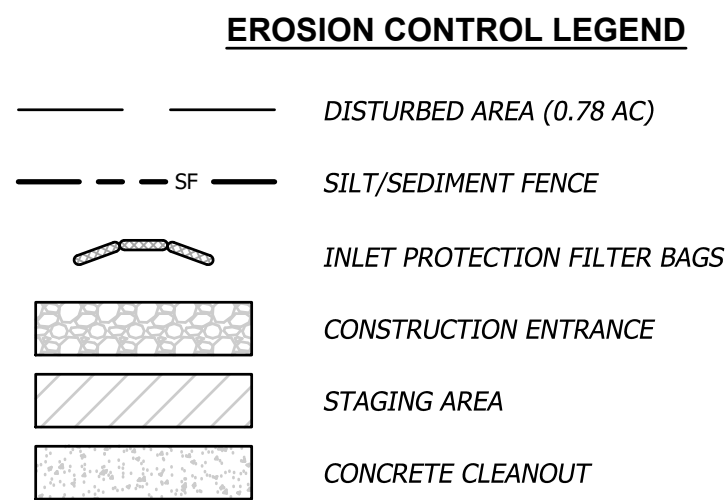 EROSION CONTROL LEGEND
DISTURBED AREA (0.78 AC)
SF SILT/SEDIMENT FENCE
INLET PROTECTION FILTER BAGS
CONSTRUCTION ENTRANCE
STAGING AREA
CONCRETE CLEANOUT